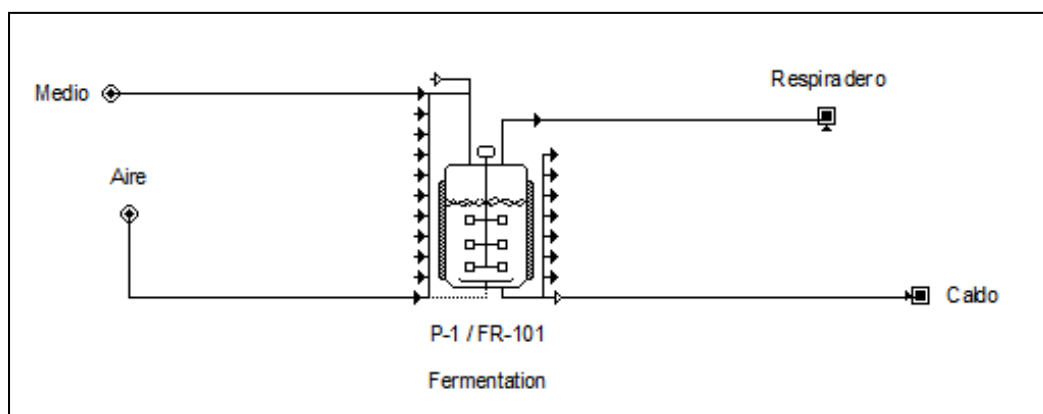 Medio
Respiradero
Aire
Caldo
P-1 / FR-101
Fermentation